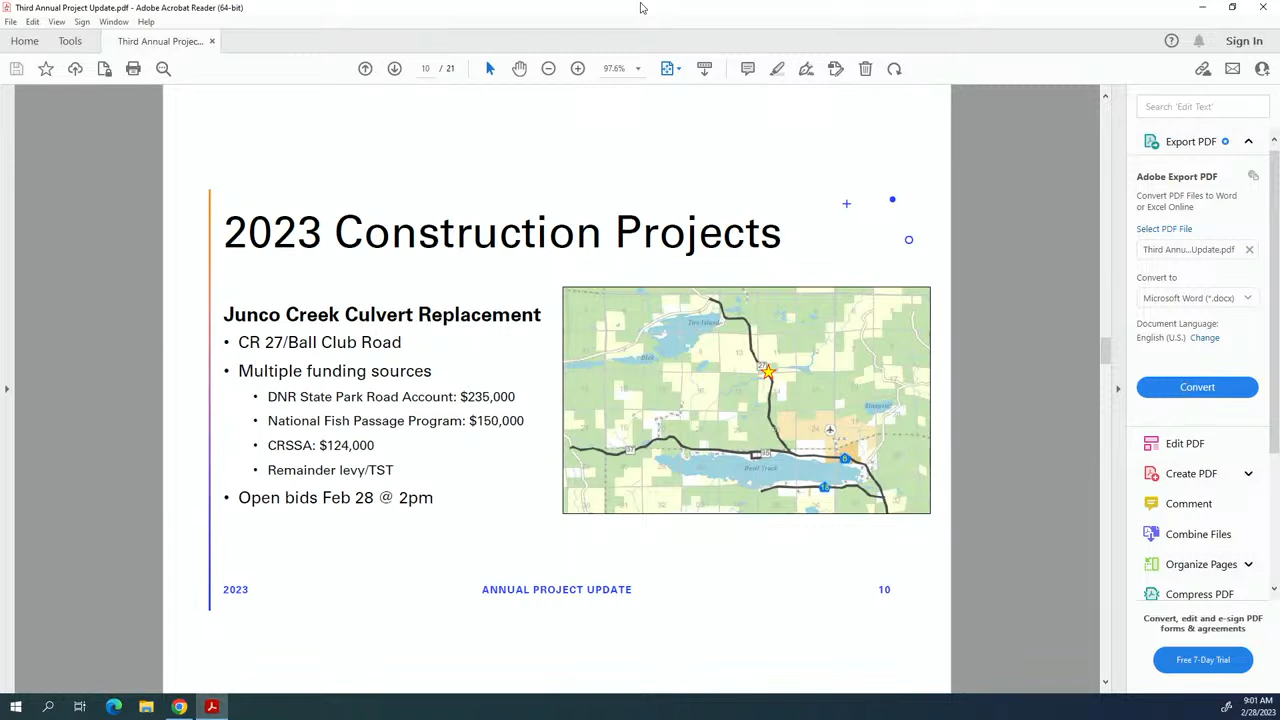 Third Annual Project Update.pdf - Adobe Acrobat Reader (64-bit)
File Edit View Sign Window Help
Home Tools Third Annual Projec... × Sign In
10 / 21 97.6%
2023 Construction Projects
Junco Creek Culvert Replacement
• CR 27/Ball Club Road
• Multiple funding sources
• DNR State Park Road Account: $235,000
• National Fish Passage Program: $150,000
• CRSSA: $124,000
• Remainder levy/TST
• Open bids Feb 28 @ 2pm
Devil Track
2023 ANNUAL PROJECT UPDATE 10
Search 'Edit Text'
Export PDF
Adobe Export PDF
Convert PDF Files to Word
or Excel Online
Select PDF File
Third Annu...Update.pdf
Convert to
Microsoft Word (*.docx)
Document Language:
English (U.S.) Change
Convert
Edit PDF
Create PDF
Comment
Combine Files
Organize Pages
Compress PDF
Convert, edit and e-sign PDF
forms & agreements
Free 7-Day Trial
9:01 AM
2/28/2023